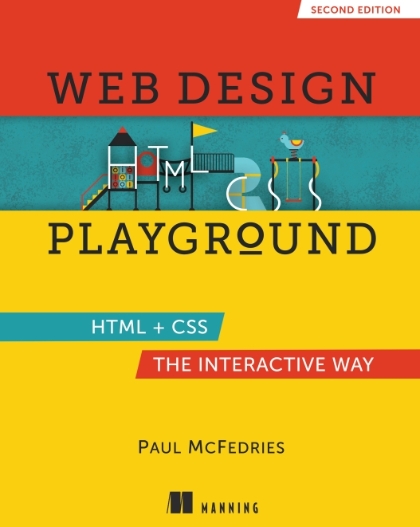 SECOND EDITION
WEB DESIGN
HTML
CSS
PLAYGROUND
HTML + CSS
THE INTERACTIVE WAY
PAUL MCFEDRIES
MANNING